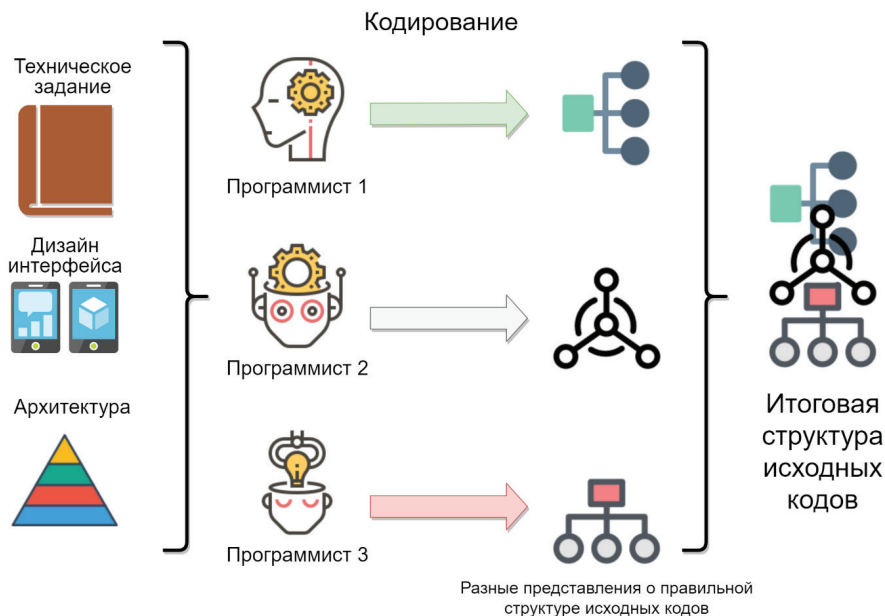 Кодирование
Техническое
задание
Дизайн
интерфейса
Архитектура
Программист 1
Программист 2
Программист 3
Разные представления о правильной
структуре исходных кодов
Итоговая
структура
исходных
кодов